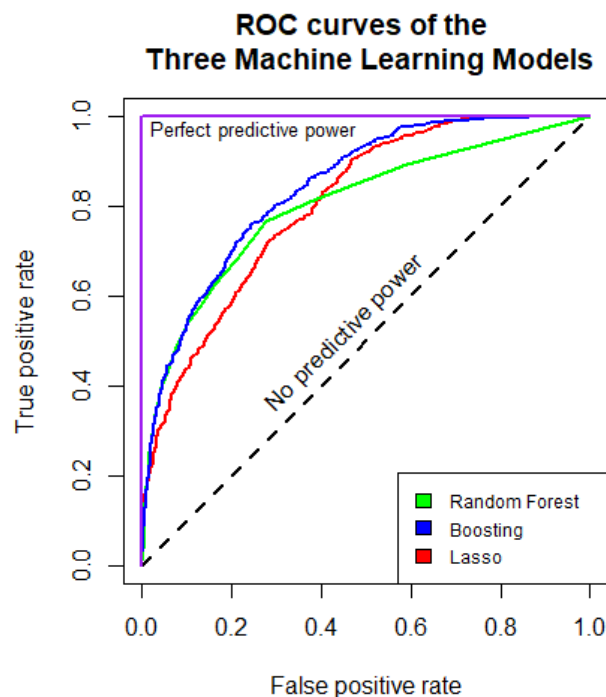 ROC curves of the
Three Machine Learning Models
Perfect predictive power
No predictive power
True positive rate
0.0 0.2 0.4 0.6 0.8 1.0
Random Forest
Boosting
Lasso
0.0 0.2 0.4 0.6 0.8 1.0
False positive rate